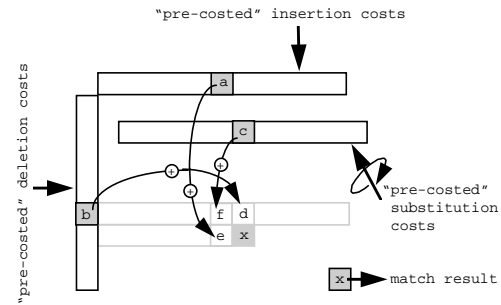 “pre-costed” insertion costs
“pre-costed” deletion costs
a
c
+
+
+
b
f d
e x
“pre-costed”
substitution
costs
x match result